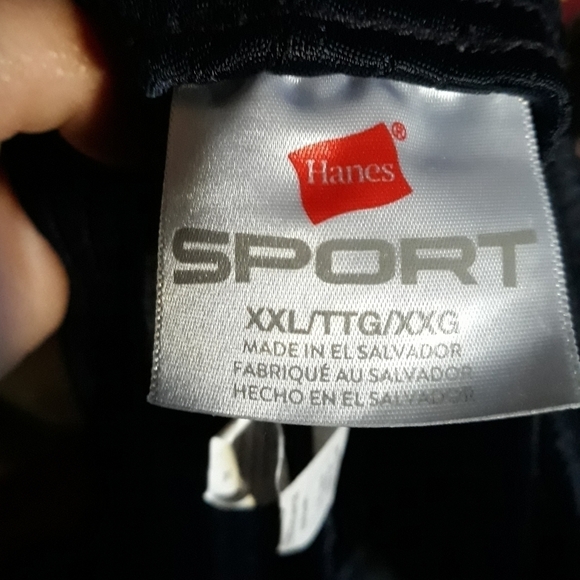 Hanes®
SPORT
XXL/TTG/XXG
MADE IN EL SALVADOR
FABRIQUÉ AU SALVADOR
HECHO EN EL SALVADOR